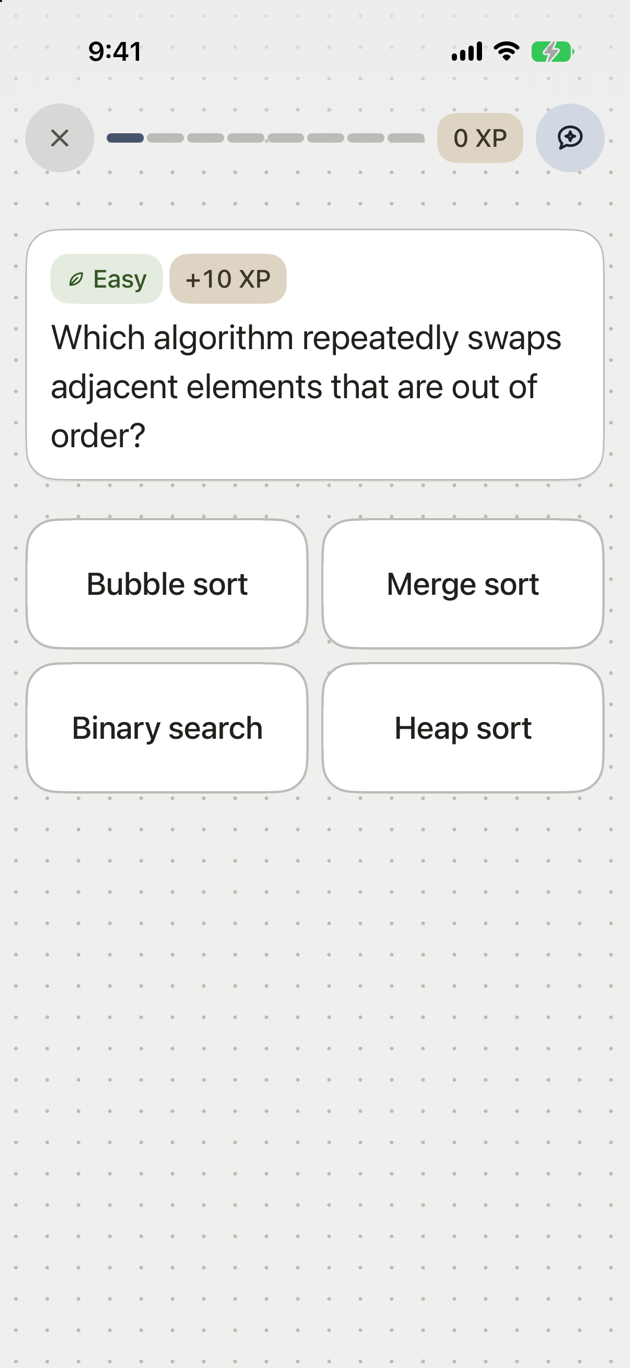 9:41
0 XP
Easy
+10 XP
Which algorithm repeatedly swaps
adjacent elements that are out of
order?
Bubble sort
Merge sort
Binary search
Heap sort